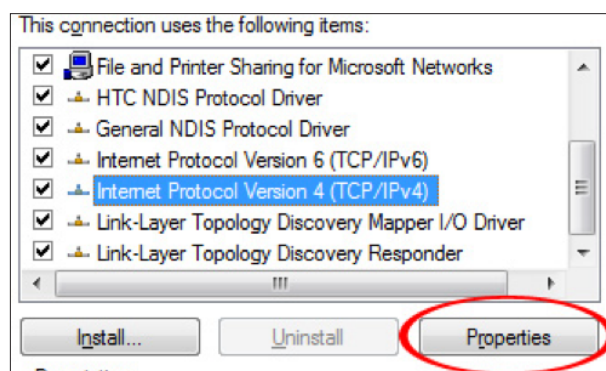 This connection uses the following items:
File and Printer Sharing for Microsoft Networks
HTC NDIS Protocol Driver
General NDIS Protocol Driver
Internet Protocol Version 6 (TCP/IPv6)
Internet Protocol Version 4 (TCP/IPv4)
Link-Layer Topology Discovery Mapper I/O Driver
Link-Layer Topology Discovery Responder
Install... Uninstall Properties